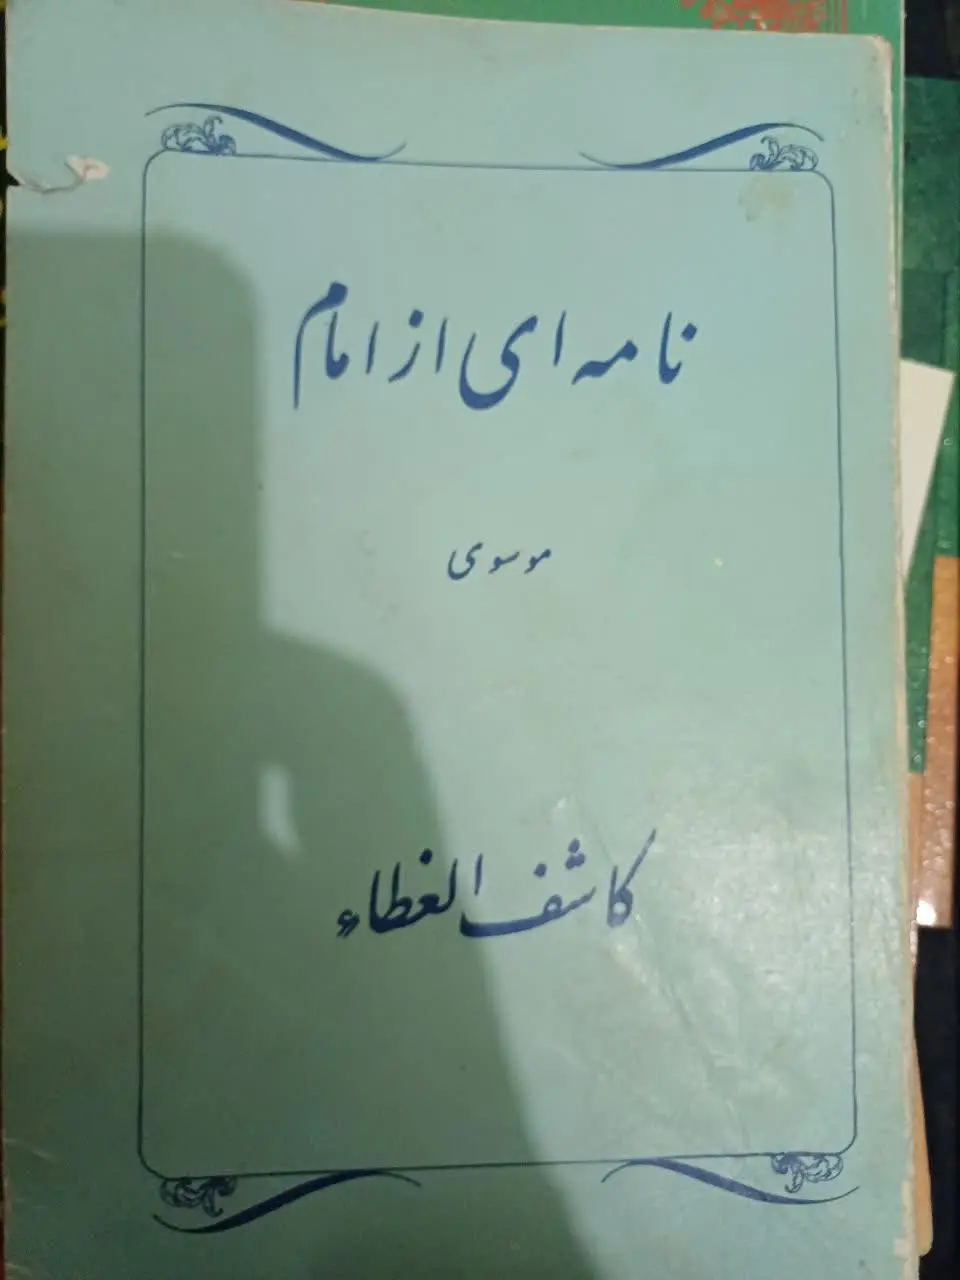 نامه ای از امام
موسوی
کاشف الغطاء